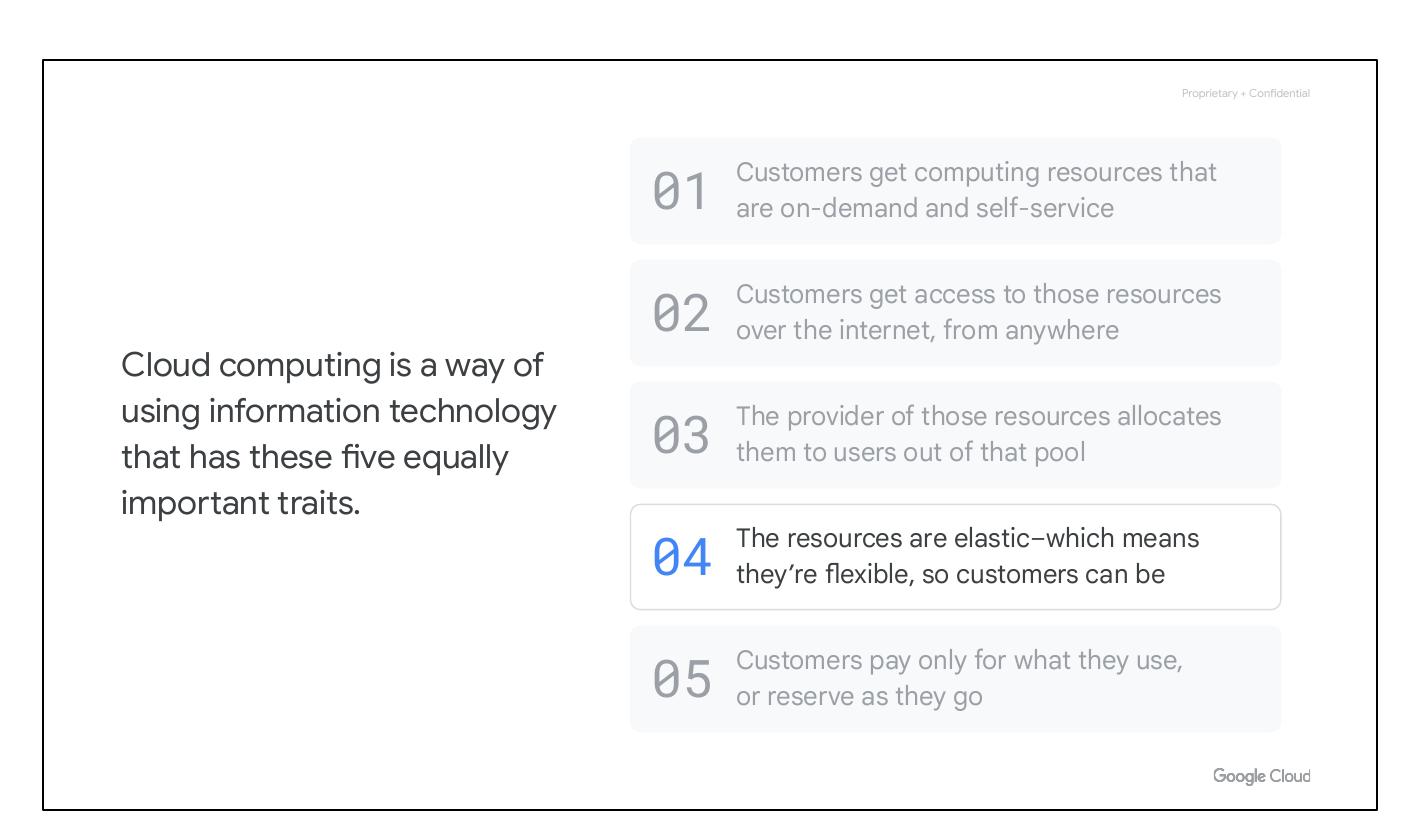 Proprietary + Confidential
Cloud computing is a way of
using information technology
that has these five equally
important traits.
01
Customers get computing resources that
are on-demand and self-service
02
Customers get access to those resources
over the internet, from anywhere
03
The provider of those resources allocates
them to users out of that pool
04
The resources are elastic–which means
they’re flexible, so customers can be
05
Customers pay only for what they use,
or reserve as they go
Google Cloud